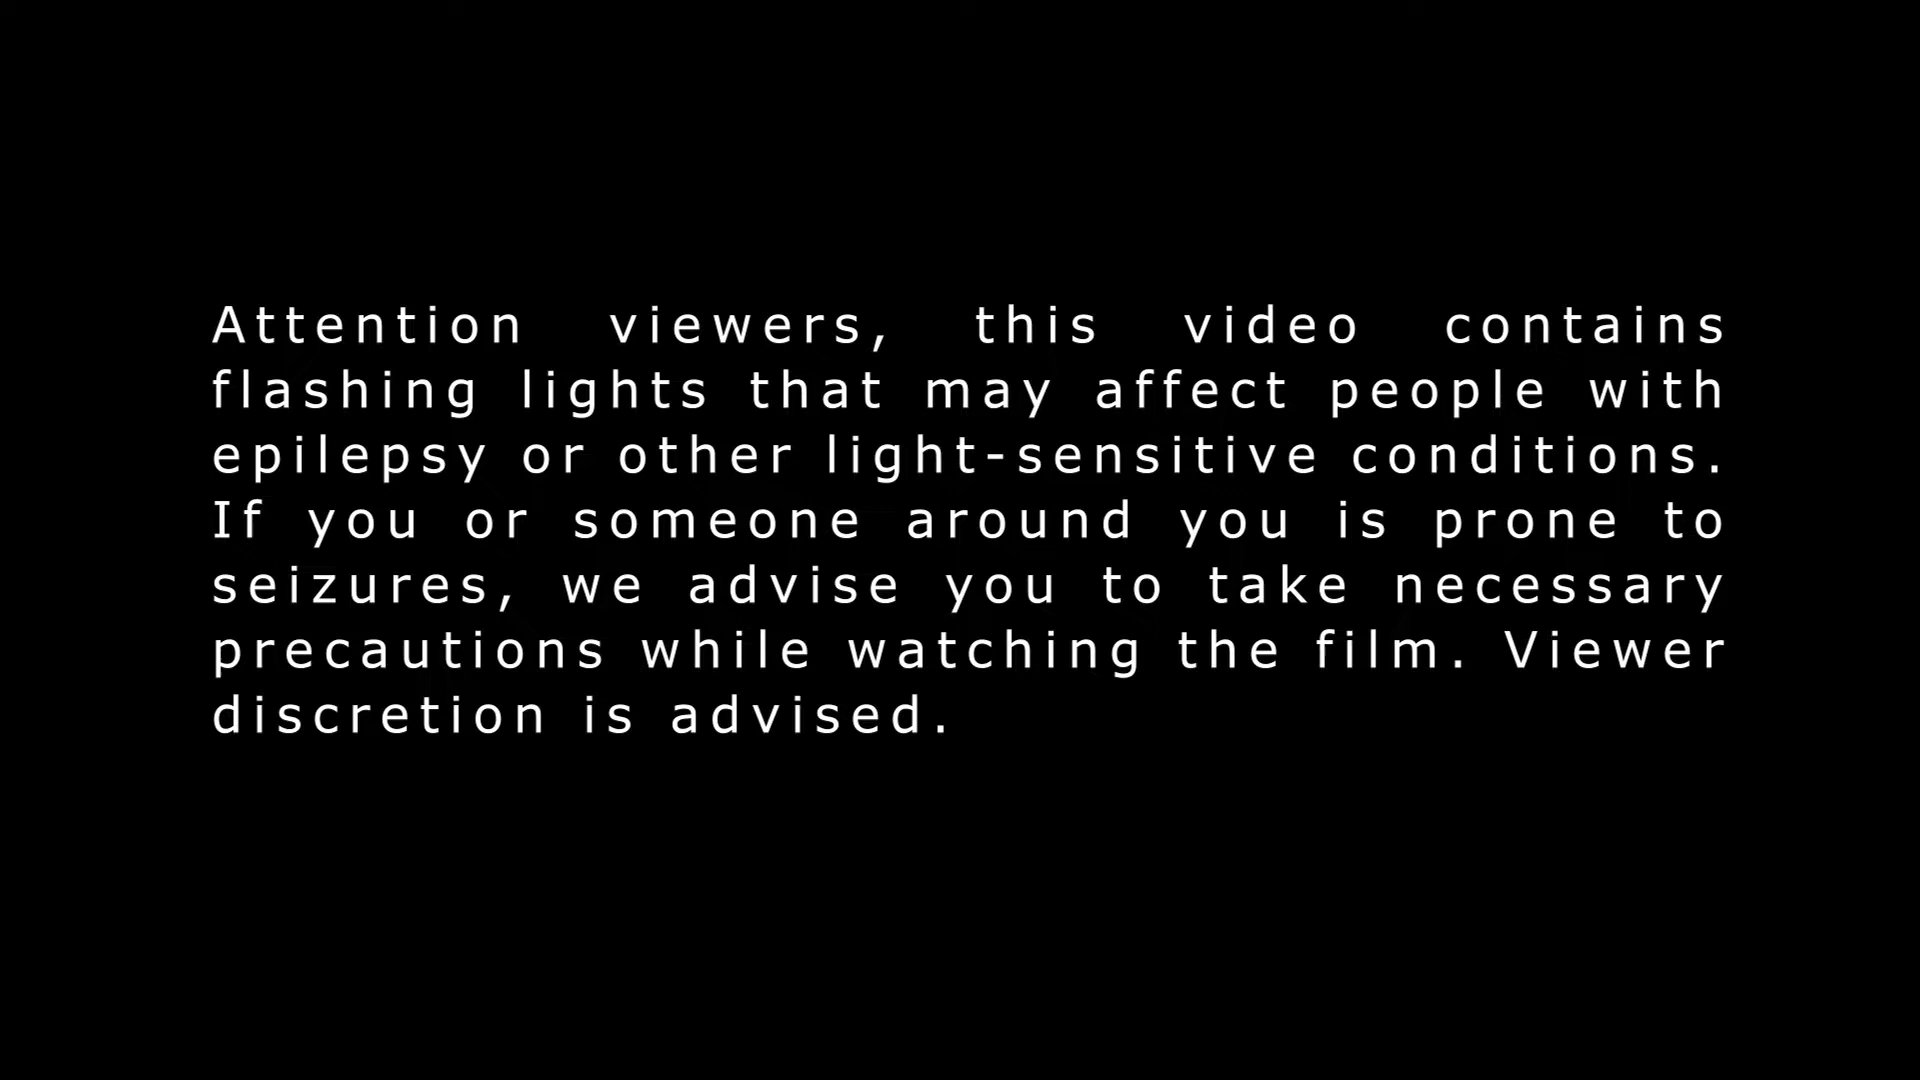 Attention viewers, this video contains
flashing lights that may affect people with
epilepsy or other light-sensitive conditions.
If you or someone around you is prone to
seizures, we advise you to take necessary
precautions while watching the film. Viewer
discretion is advised.